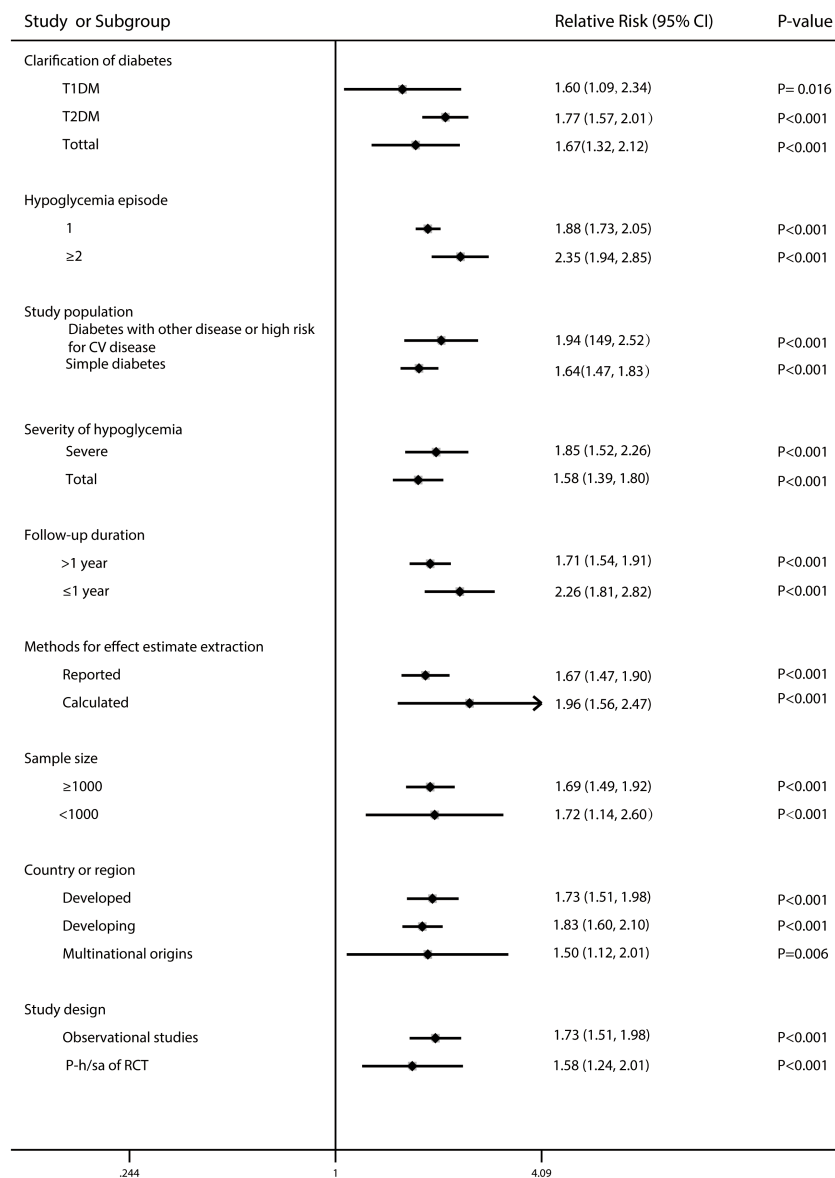 Study or Subgroup Relative Risk (95% CI) P-value
Clarification of diabetes
T1DM 1.60 (1.09, 2.34) P= 0.016
T2DM 1.77 (1.57, 2.01) P<0.001
Tottal 1.67(1.32, 2.12) P<0.001
Hypoglycemia episode
1 1.88 (1.73, 2.05) P<0.001
≥2 2.35 (1.94, 2.85) P<0.001
Study population
Diabetes with other disease or high risk
for CV disease 1.94 (149, 2.52) P<0.001
Simple diabetes 1.64(1.47, 1.83) P<0.001
Severity of hypoglycemia
Severe 1.85 (1.52, 2.26) P<0.001
Total 1.58 (1.39, 1.80) P<0.001
Follow-up duration
>1 year 1.71 (1.54, 1.91) P<0.001
≤1 year 2.26 (1.81, 2.82) P<0.001
Methods for effect estimate extraction
Reported 1.67 (1.47, 1.90) P<0.001
Calculated 1.96 (1.56, 2.47) P<0.001
Sample size
≥1000 1.69 (1.49, 1.92) P<0.001
<1000 1.72 (1.14, 2.60) P<0.001
Country or region
Developed 1.73 (1.51, 1.98) P<0.001
Developing 1.83 (1.60, 2.10) P<0.001
Multinational origins 1.50 (1.12, 2.01) P=0.006
Study design
Observational studies 1.73 (1.51, 1.98) P<0.001
P-h/sa of RCT 1.58 (1.24, 2.01) P<0.001
.244 1 4.09